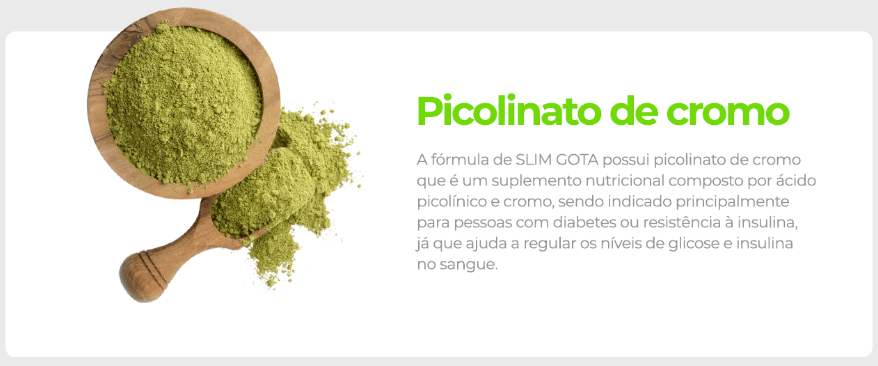 Picolinato de cromo
A fórmula de SLIM GOTA possui picolinato de cromo
que é um suplemento nutricional composto por ácido
picolínico e cromo, sendo indicado principalmente
para pessoas com diabetes ou resistência à insulina,
já que ajuda a regular os níveis de glicose e insulina
no sangue.